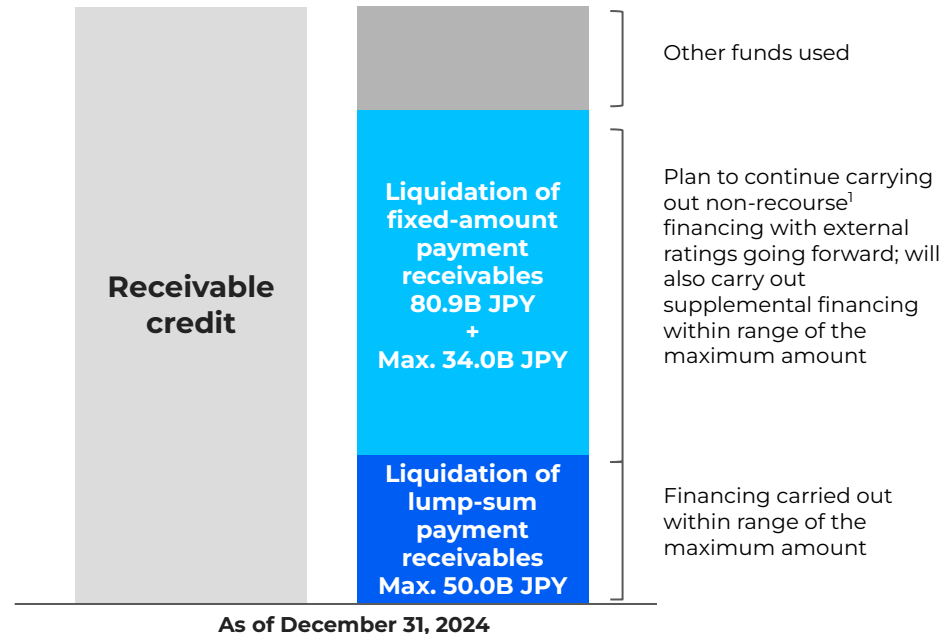 Receivable
credit
Liquidation of
fixed-amount
payment
receivables
80.9B JPY
+
Max. 34.0B JPY
Liquidation of
lump-sum
payment
receivables
Max. 50.0B JPY
Other funds used
Plan to continue carrying
out non-recourse¹
financing with external
ratings going forward; will
also carry out
supplemental financing
within range of the
maximum amount
Financing carried out
within range of the
maximum amount
As of December 31, 2024